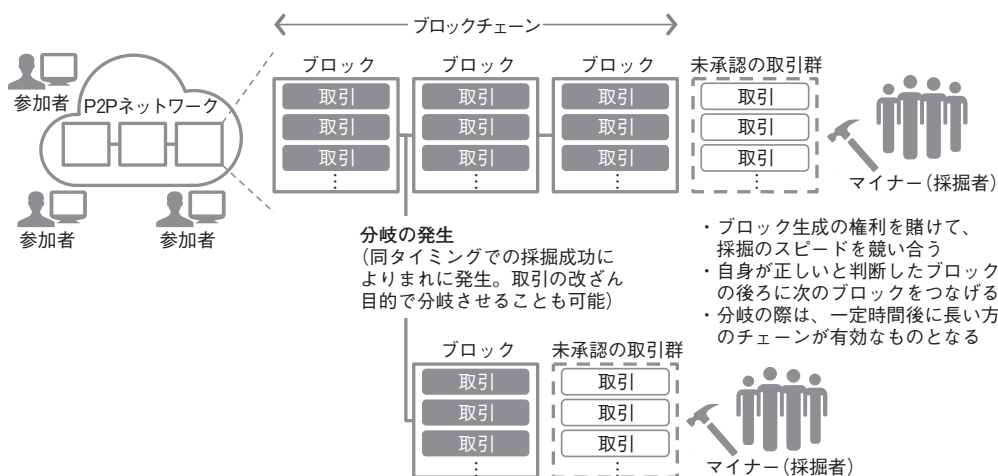 ブロックチェーン
参加者
P2Pネットワーク
参加者
参加者
ブロック
取引
取引
取引
⋮
ブロック
取引
取引
取引
⋮
ブロック
取引
取引
取引
⋮
未承認の取引群
取引
取引
取引
⋮
マイナー(採掘者)
分岐の発生
(同タイミングでの採掘成功に
よりまれに発生。取引の改ざん
目的で分岐させることも可能)
・ブロック生成の権利を賭けて、
採掘のスピードを競い合う
・自身が正しいと判断したブロック
の後ろに次のブロックをつなげる
・分岐の際は、一定時間後に長い方
のチェーンが有効なものとなる
ブロック
取引
取引
取引
⋮
未承認の取引群
取引
取引
取引
⋮
マイナー(採掘者)